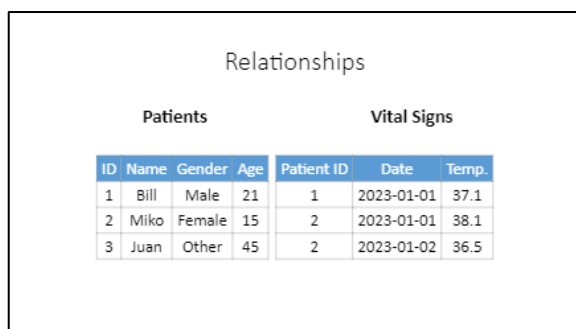 Relationships
Patients Vital Signs
ID Name Gender Age Patient ID Date Temp.
1 Bill Male 21 1 2023-01-01 37.1
2 Miko Female 15 2 2023-01-01 38.1
3 Juan Other 45 2 2023-01-02 36.5